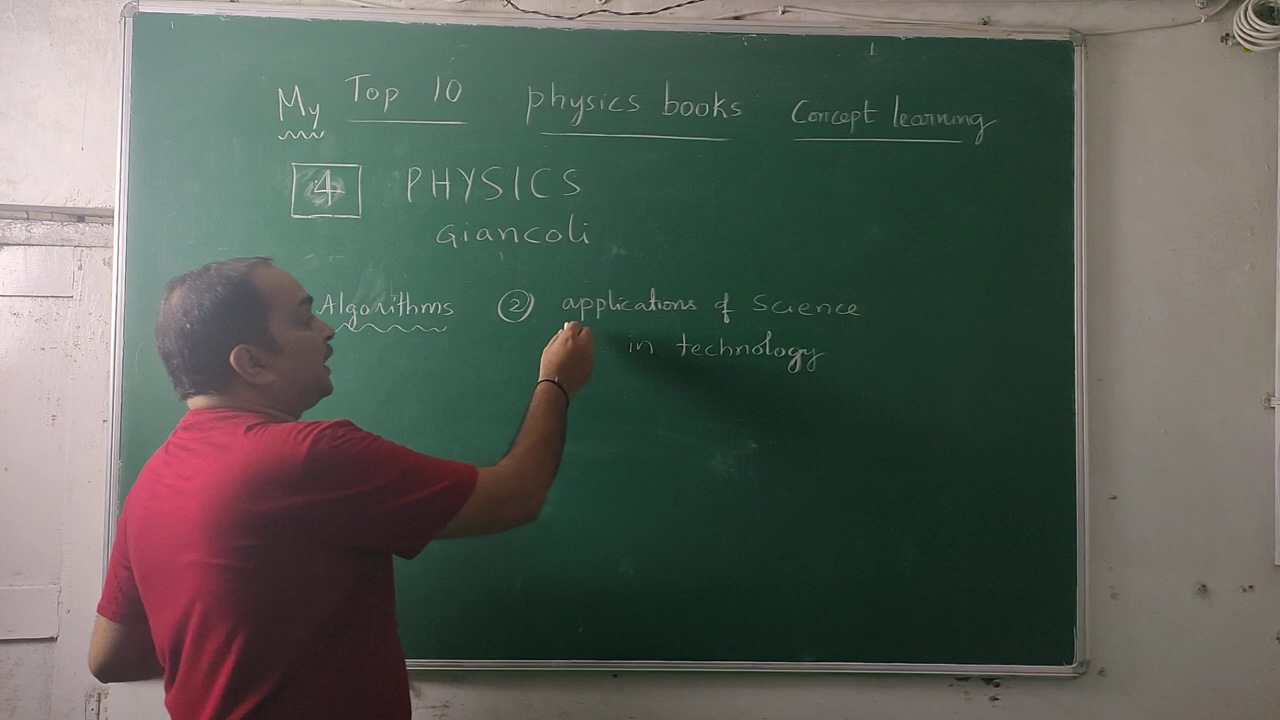 My Top 10 physics books Concept learning
4 PHYSICS
Giancoli
Algorithms ② applications of Science
in technology